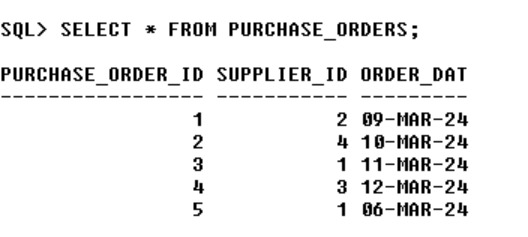 SQL> SELECT * FROM PURCHASE_ORDERS;
PURCHASE_ORDER_ID SUPPLIER_ID ORDER_DAT
----------------- ----------- ---------
1 2 09-MAR-24
2 4 10-MAR-24
3 1 11-MAR-24
4 3 12-MAR-24
5 1 06-MAR-24